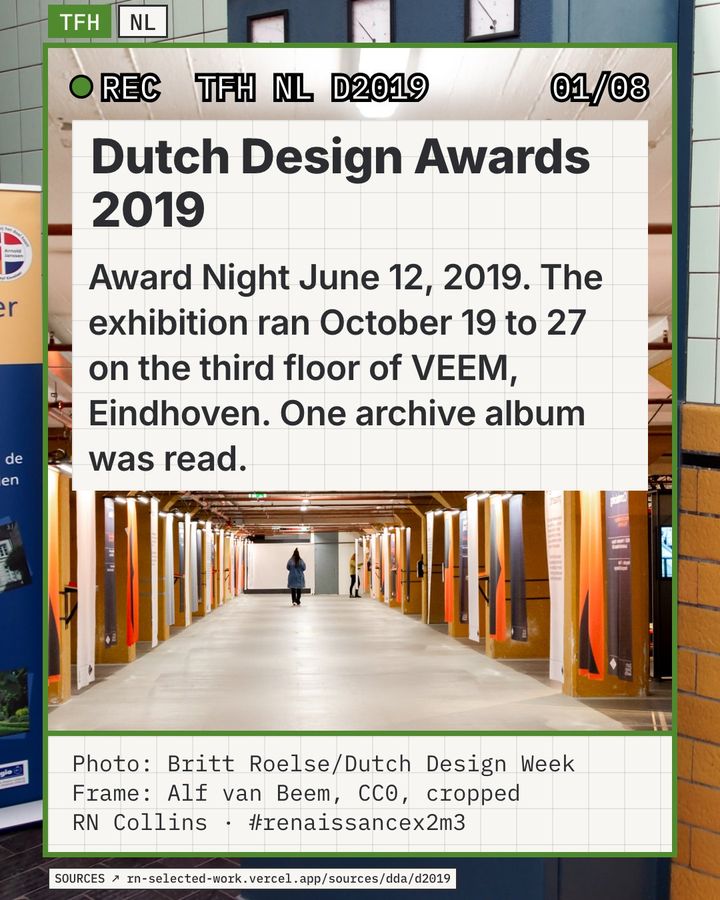 TFH NL
REC TFH NL D2019 01/08
Dutch Design Awards
2019
Award Night June 12, 2019. The
exhibition ran October 19 to 27
on the third floor of VEEM,
Eindhoven. One archive album
was read.
Photo: Britt Roelse/Dutch Design Week
Frame: Alf van Beem, CC0, cropped
RN Collins · #renaissancex2m3
SOURCES ↗ rn-selected-work.vercel.app/sources/dda/d2019